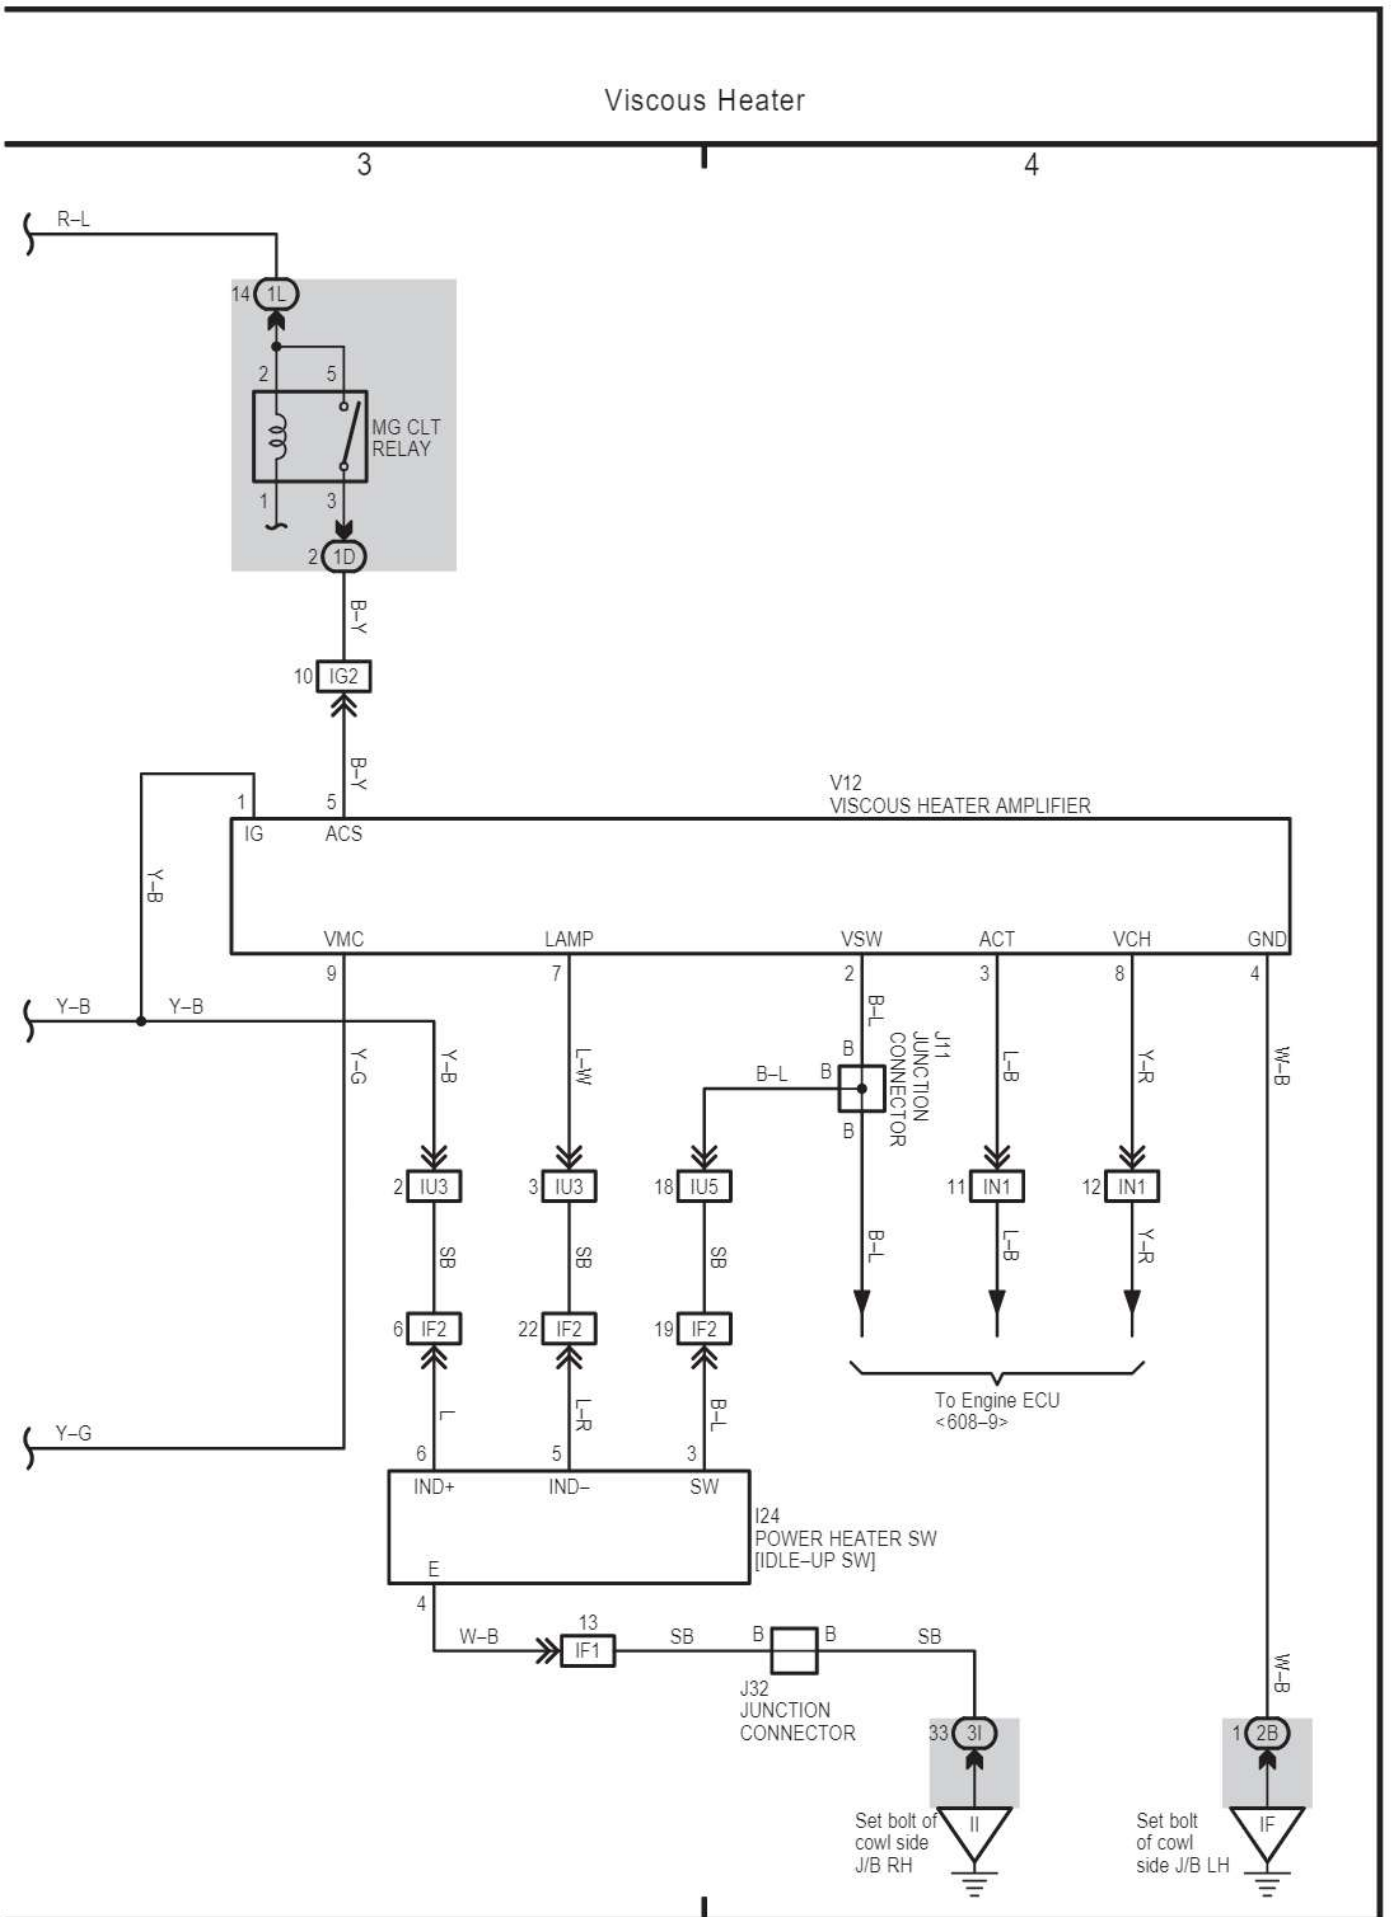 Viscous Heater
3
4
R–L
14
1L
2
5
MG CLT
RELAY
1
3
2
1D
B–Y
10
IG2
B–Y
1
5
V12
VISCOUS HEATER AMPLIFIER
IG
ACS
Y–B
VMC
LAMP
VSW
ACT
VCH
GND
9
7
2
3
8
4
Y–B
Y–B
Y–G
Y–B
L–W
B–L
J11
JUNCTION
CONNECTOR
B
B
B
B–L
L–B
Y–R
W–B
2
IU3
3
IU3
18
IU5
11
IN1
12
IN1
SB
SB
SB
B–L
L–B
Y–R
6
IF2
22
IF2
19
IF2
To Engine ECU
<608–9>
L
L–R
B–L
Y–G
6
5
3
IND+
IND–
SW
I24
POWER HEATER SW
[IDLE–UP SW]
E
4
W–B
13
IF1
SB
B
B
SB
J32
JUNCTION
CONNECTOR
W–B
33
3I
1
2B
Set bolt of
cowl side
J/B RH
II
Set bolt
of cowl
side J/B LH
IF